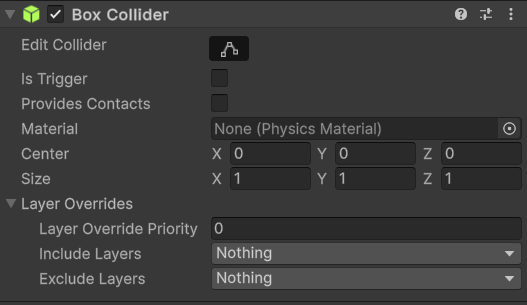 Box Collider
Edit Collider
Is Trigger
Provides Contacts
Material None (Physics Material)
Center X 0 Y 0 Z 0
Size X 1 Y 1 Z 1
Layer Overrides
Layer Override Priority 0
Include Layers Nothing
Exclude Layers Nothing